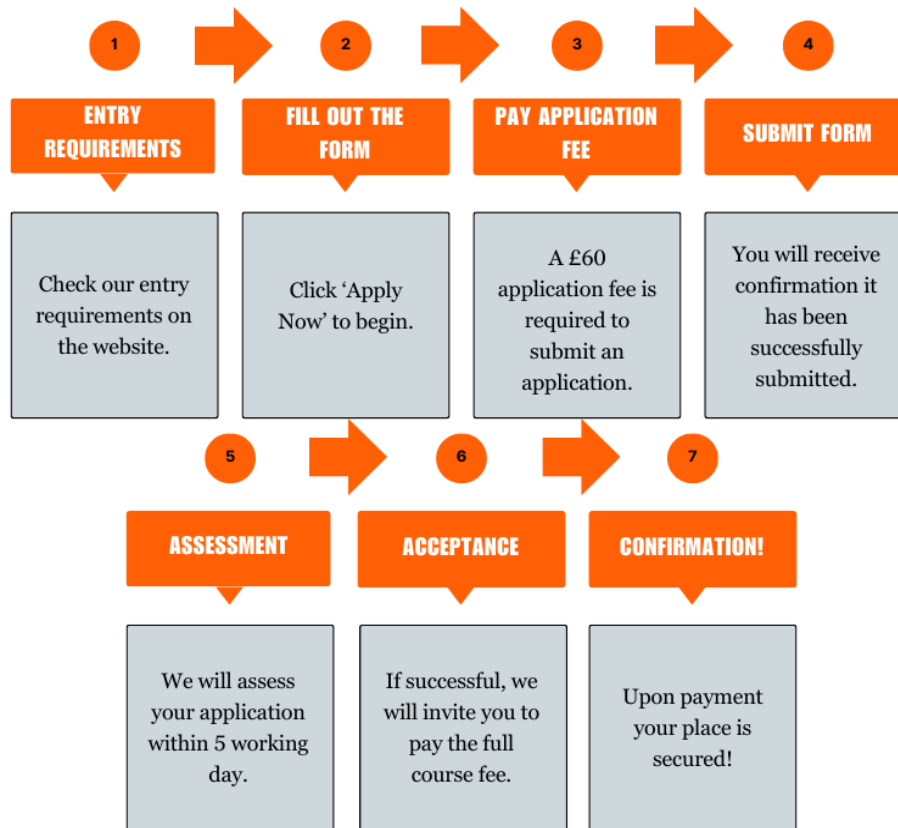 1
2
3
4
ENTRY
REQUIREMENTS
FILL OUT THE
FORM
PAY APPLICATION
FEE
SUBMIT FORM
Check our entry
requirements on
the website.
Click ‘Apply
Now’ to begin.
A £60
application fee is
required to
submit an
application.
You will receive
confirmation it
has been
successfully
submitted.
5
6
7
ASSESSMENT
ACCEPTANCE
CONFIRMATION!
We will assess
your application
within 5 working
day.
If successful, we
will invite you to
pay the full
course fee.
Upon payment
your place is
secured!